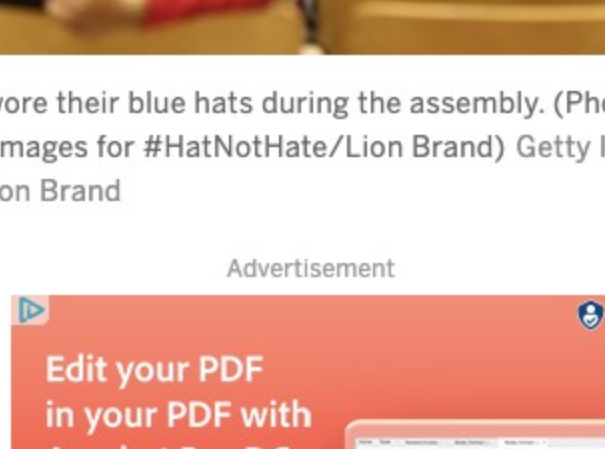 wore their blue hats during the assembly. (Pho
mages for #HatNotHate/Lion Brand) Getty I
on Brand
Advertisement
Edit your PDF
in your PDF with